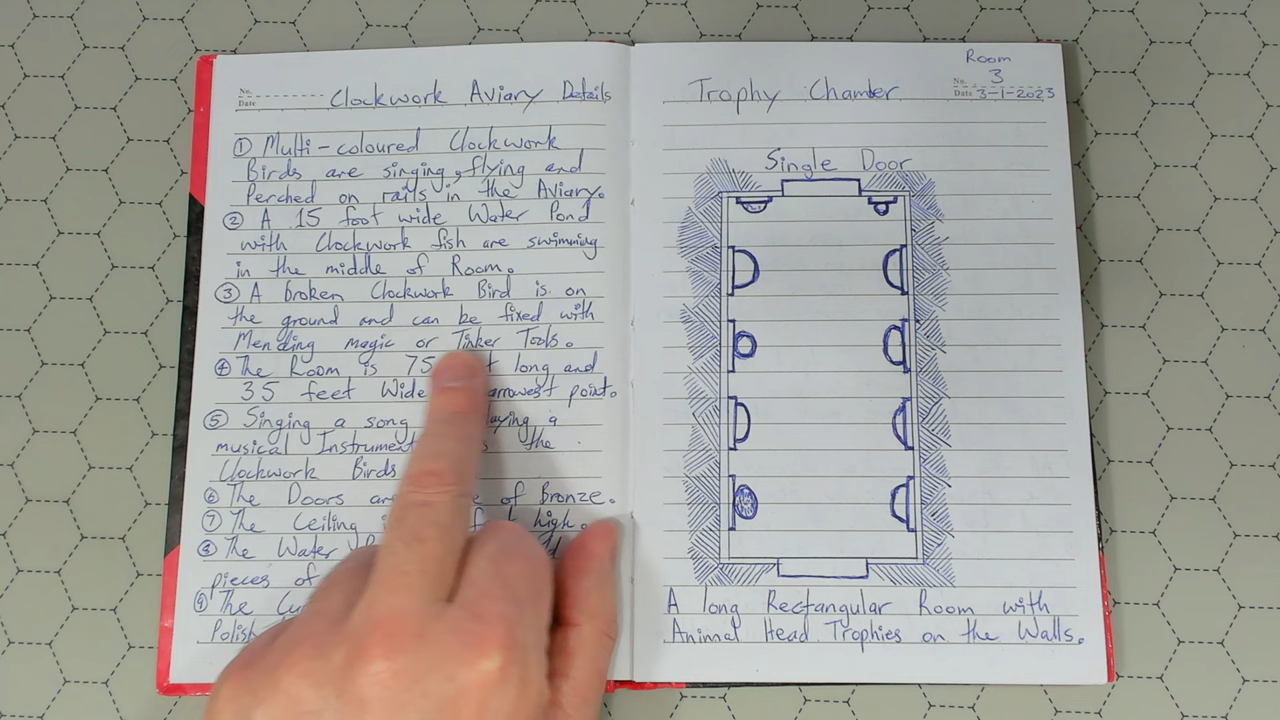 No.
Date
Clockwork Aviary Details
① Multi-coloured Clockwork
Birds are singing, flying and
Perched on rails in the Aviary.
② A 15 foot wide Water Pond
with Clockwork fish are swimming
in the middle of Room.
③ A broken Clockwork Bird is on
the ground and can be fixed with
Mending magic or Tinker Tools.
④ The Room is 75 long and
35 feet Wide point.
⑤ Singing a song a
musical Instrument the
Clockwork Birds
⑥ The Doors of Bronze.
⑦ The Ceiling high.
⑧ The Water
pieces of
⑨ The
Room
No. 3
Date 3-1-2023
Trophy Chamber
Single Door
A long Rectangular Room with
Animal Head Trophies on the Walls.